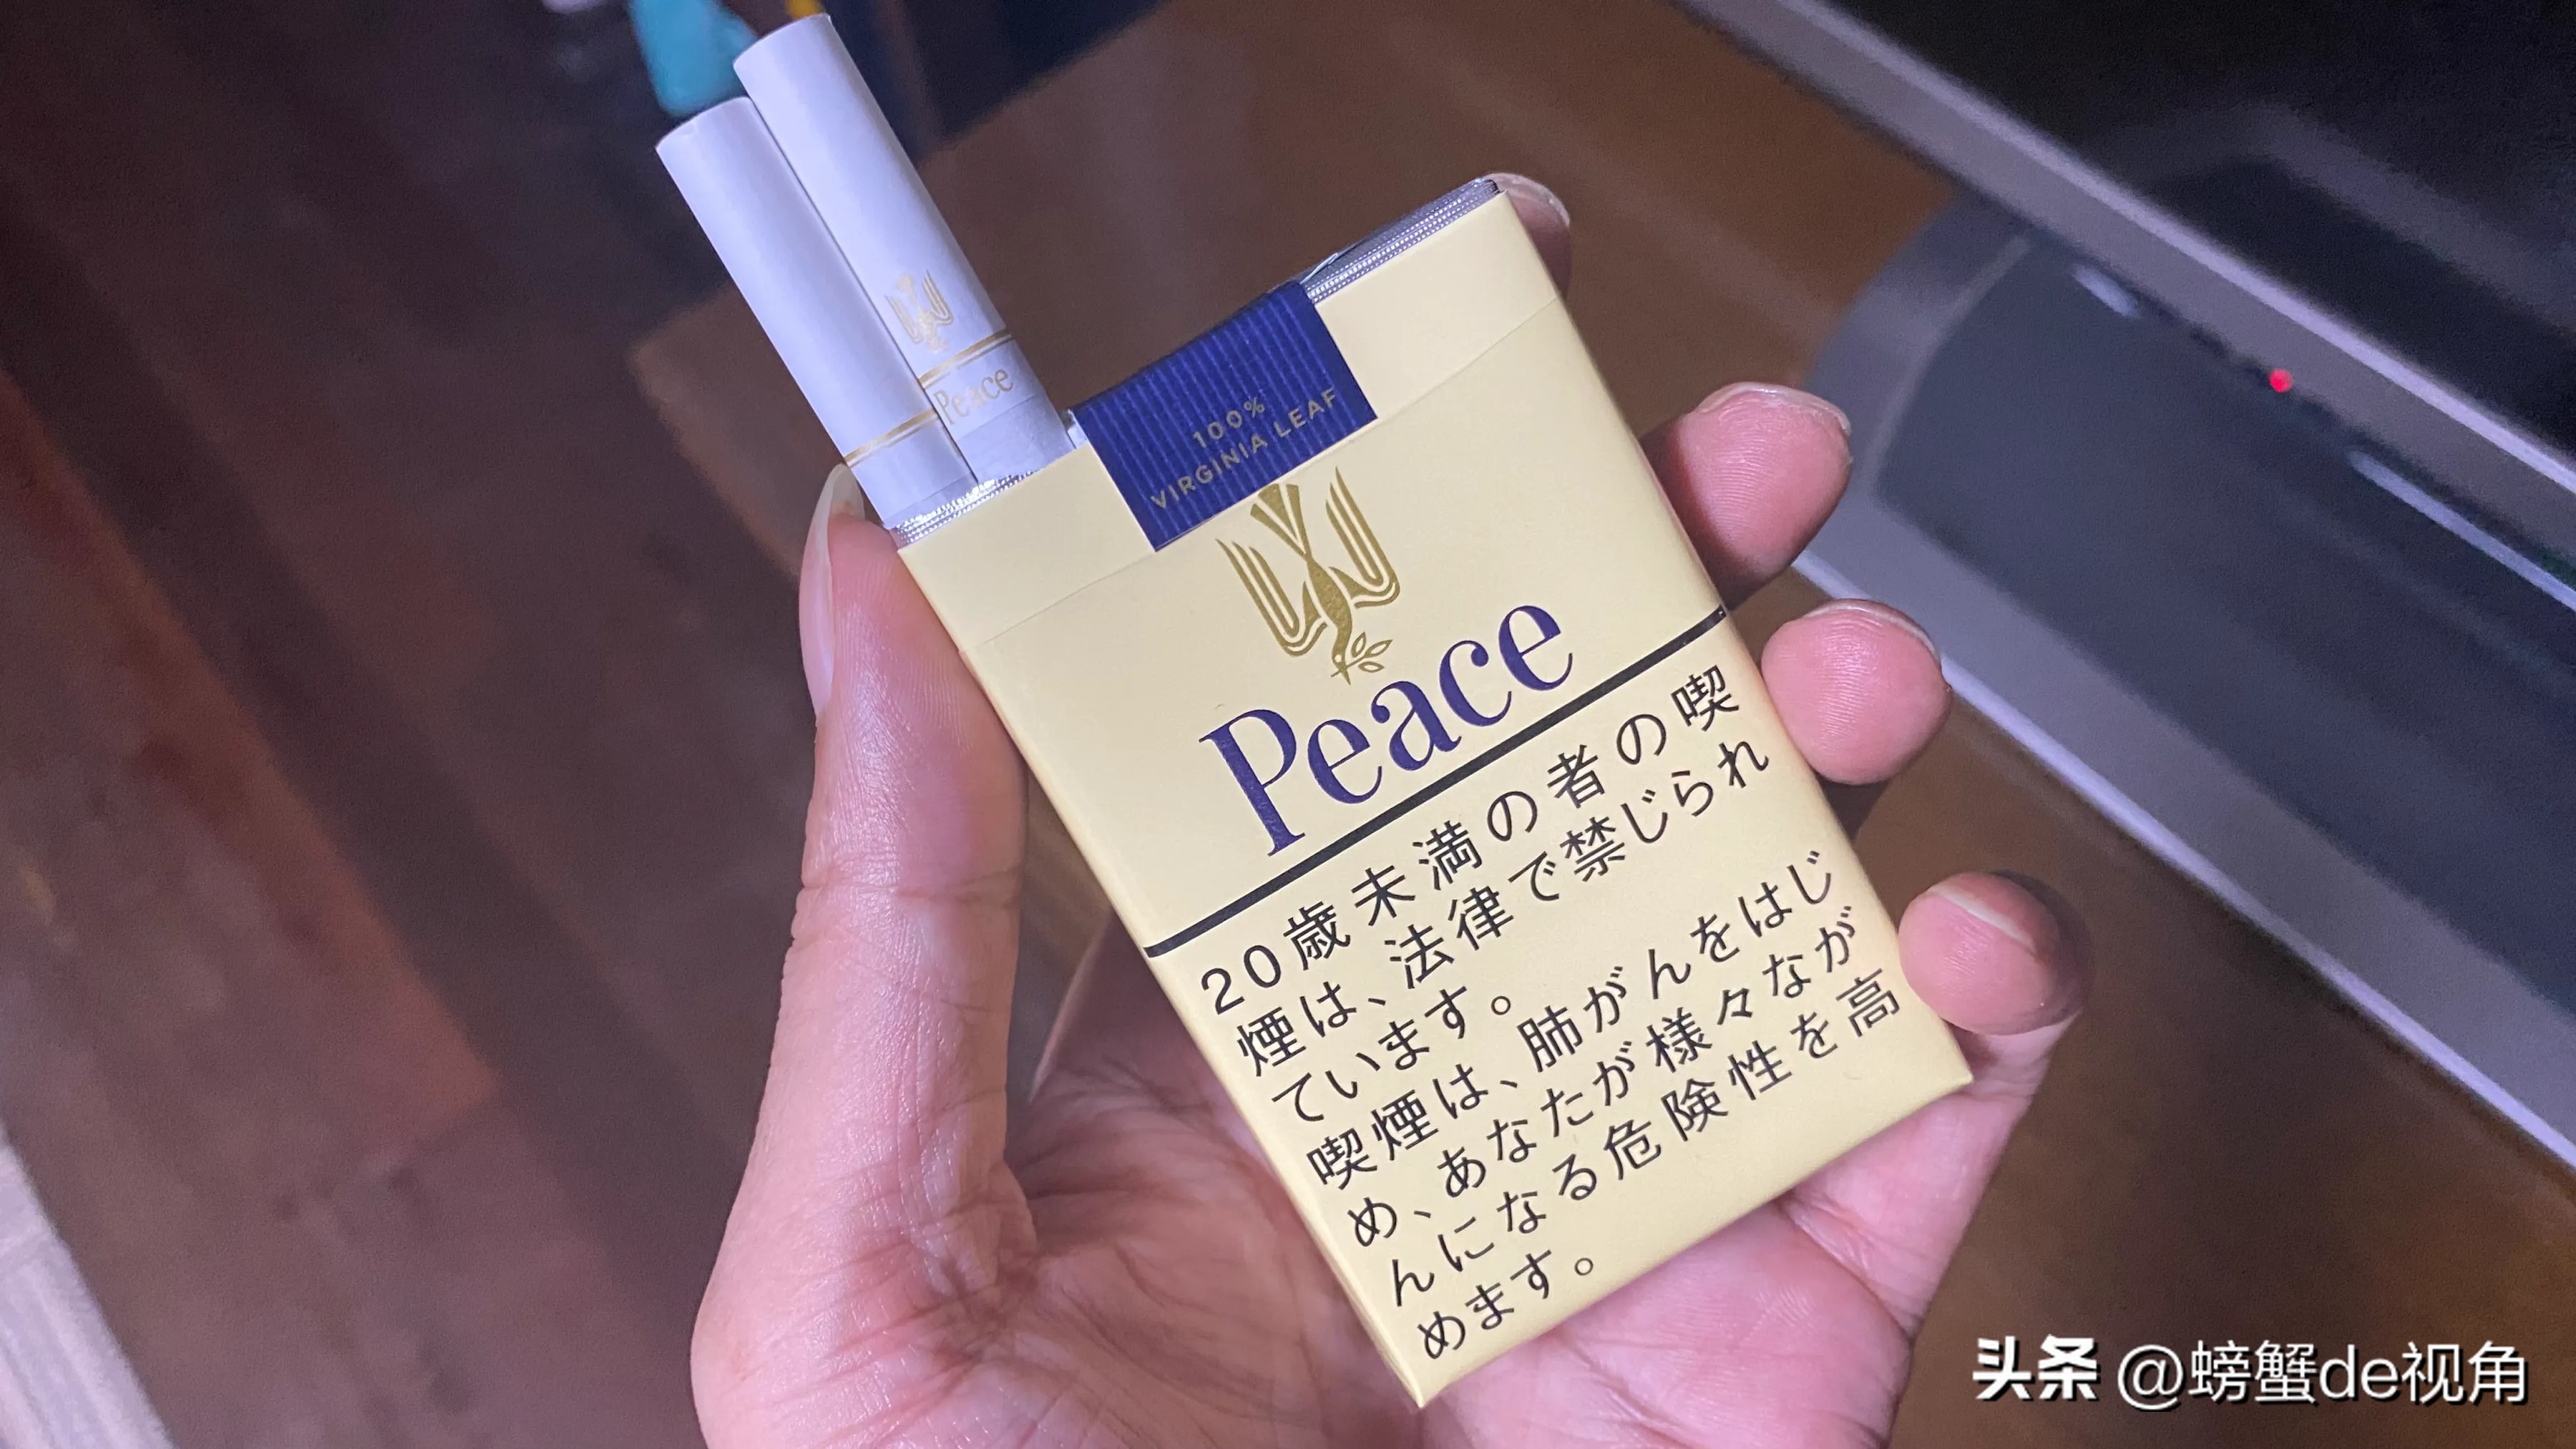 Peace
100%
VIRGINIA LEAF
Peace
20歳未満の者の喫
煙は、法律で禁じられ
ています。
喫煙は、肺がんをはじ
め、あなたが様々なが
んになる危険性を高
めます。
头条 @螃蟹de视角